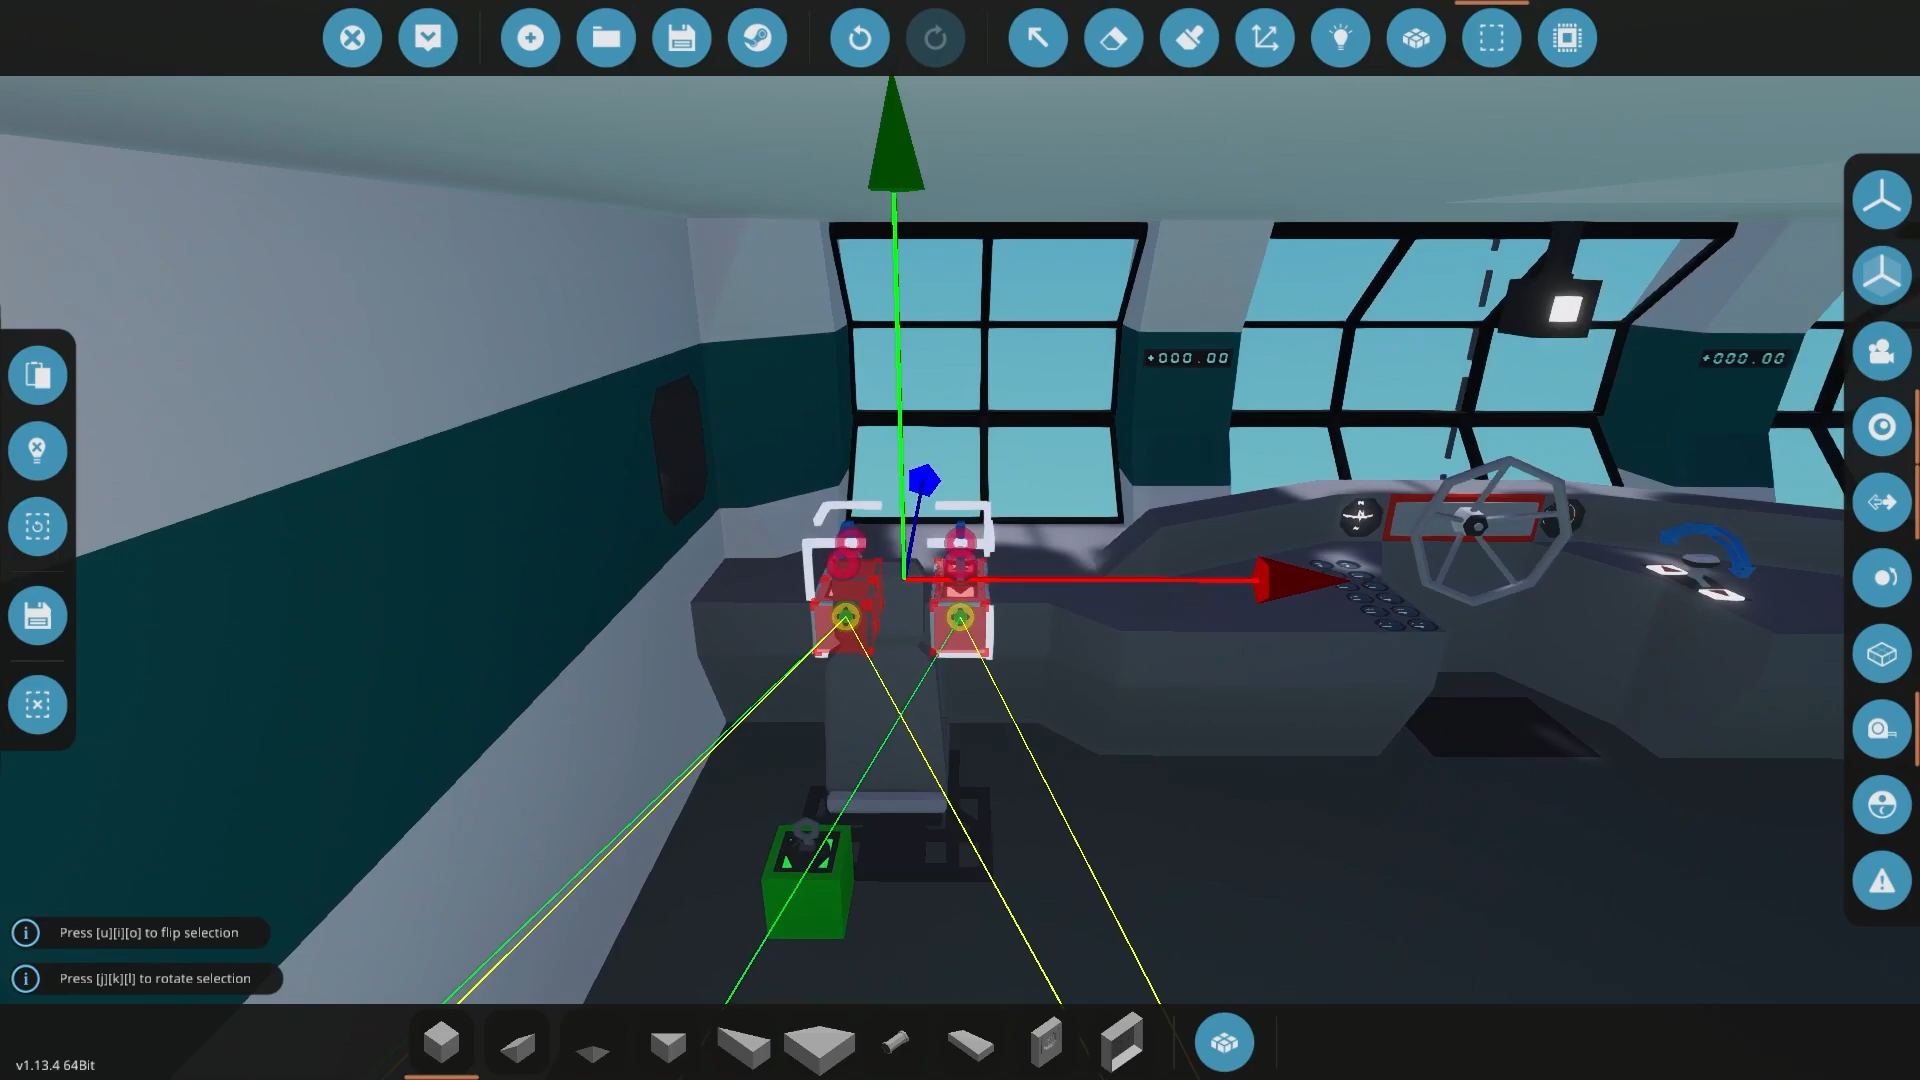 +000.00
+000.00
Press [u][i][o] to flip selection
Press [j][k][l] to rotate selection
v1.13.4 64Bit